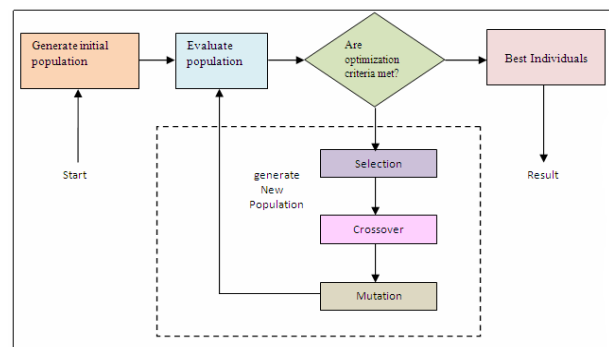 Generate initial
population
Evaluate
population
Are
optimization
criteria met?
Best Individuals
Start
generate
New
Population
Selection
Crossover
Mutation
Result